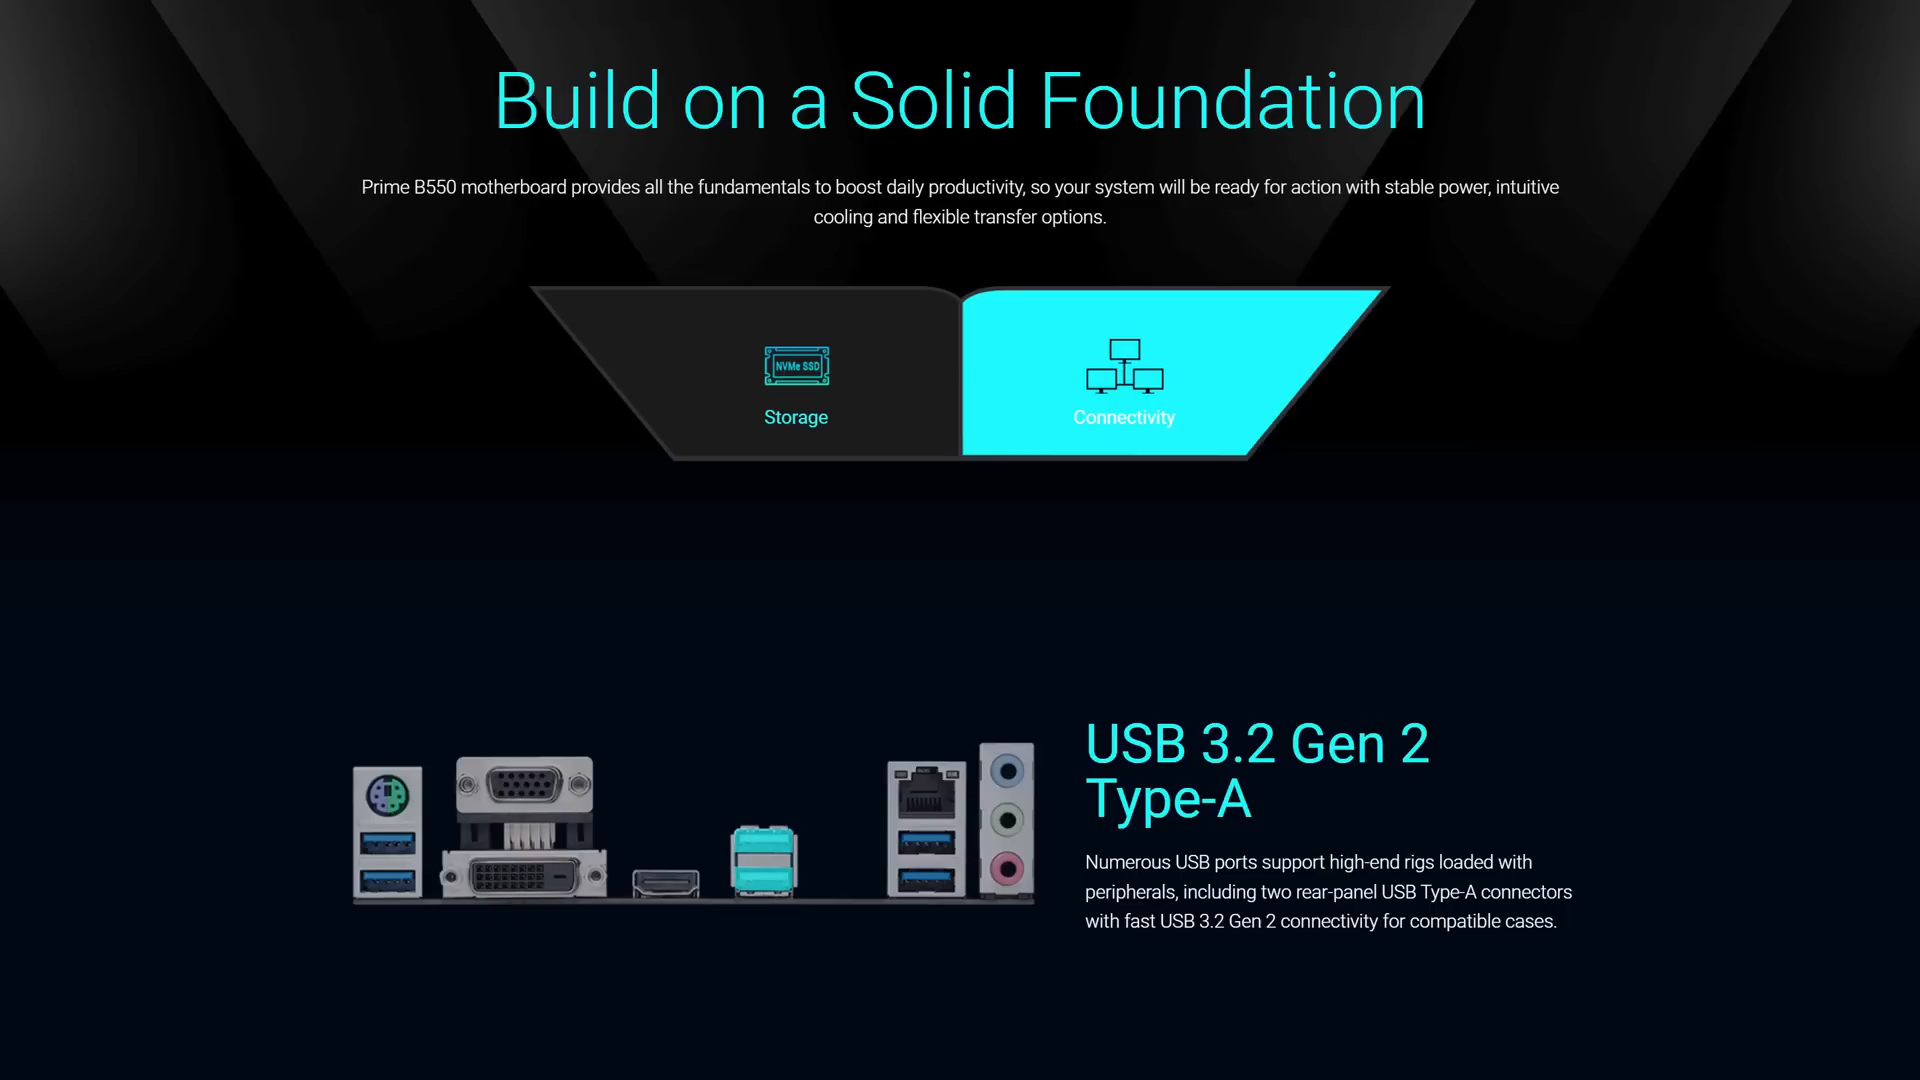 Build on a Solid Foundation
Prime B550 motherboard provides all the fundamentals to boost daily productivity, so your system will be ready for action with stable power, intuitive
cooling and flexible transfer options.
NVMe SSD
Storage
Connectivity
USB 3.2 Gen 2
Type-A
Numerous USB ports support high-end rigs loaded with
peripherals, including two rear-panel USB Type-A connectors
with fast USB 3.2 Gen 2 connectivity for compatible cases.